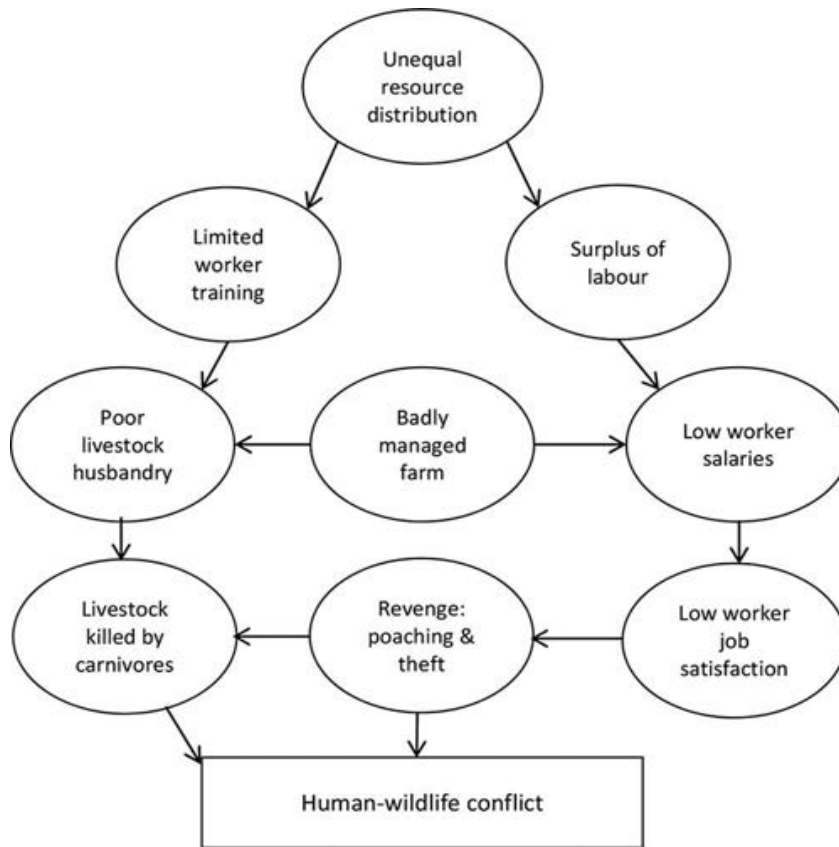 Unequal
resource
distribution
Limited
worker
training
Surplus of
labour
Poor
livestock
husbandry
Badly
managed
farm
Low worker
salaries
Livestock
killed by
carnivores
Revenge:
poaching &
theft
Low worker
job
satisfaction
Human-wildlife conflict